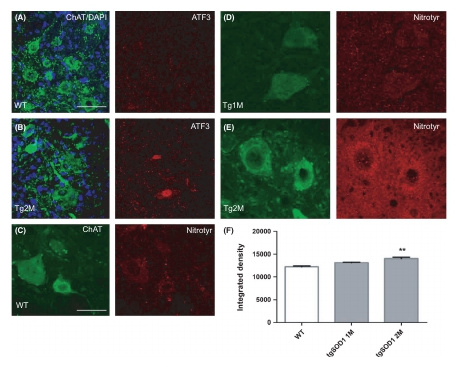 (A)
ChAT/DAPI
WT
ATF3
(B)
Tg2M
ATF3
(C)
ChAT
WT
Nitrotyr
(D)
Tg1M
Nitrotyr
(E)
Tg2M
Nitrotyr
(F)
Integrated density
20000
15000
10000
5000
0
**
WT
tgSOD1 1M
tgSOD1 2M